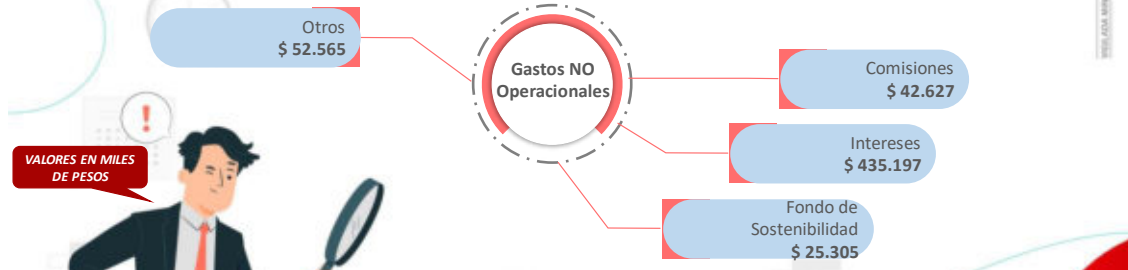 Otros
$ 52.565
Gastos NO
Operacionales
Comisiones
$ 42.627
Intereses
$ 435.197
Fondo de
Sostenibilidad
$ 25.305
VALORES EN MILES
DE PESOS
VIGILADA